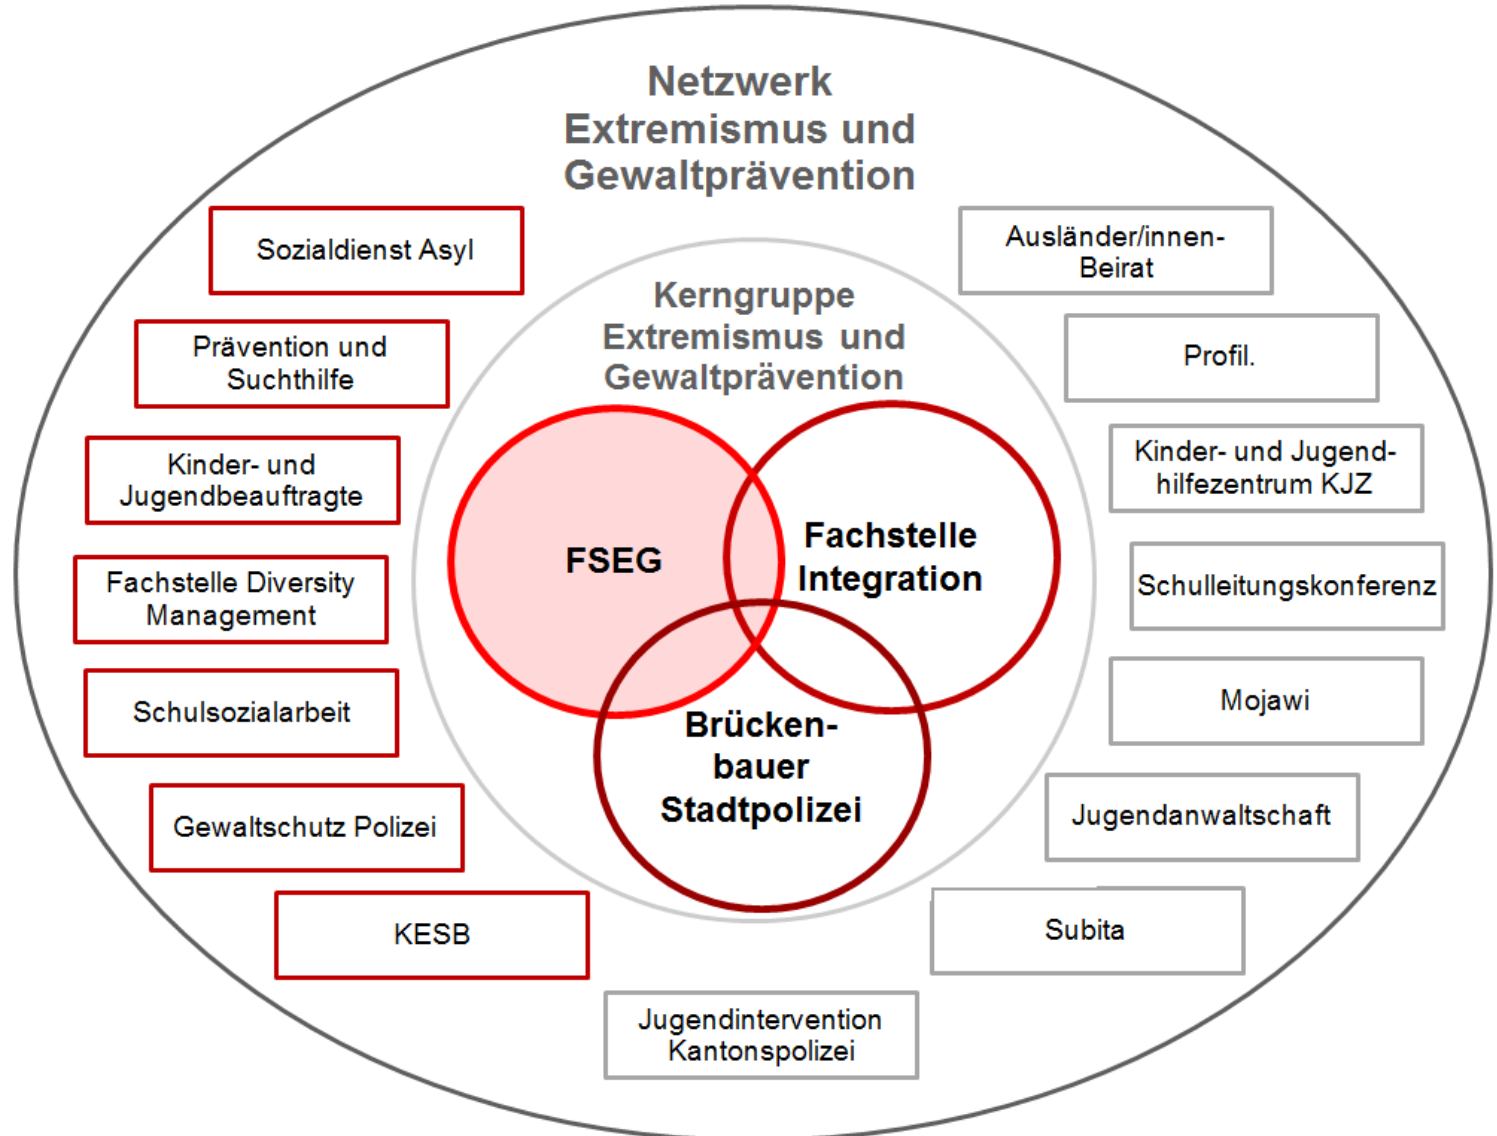 Netzwerk
Extremismus und
Gewaltprävention
Sozialdienst Asyl
Prävention und
Suchthilfe
Kinder- und
Jugendbeauftragte
Fachstelle Diversity
Management
Schulsozialarbeit
Gewaltschutz Polizei
KESB
Kerngruppe
Extremismus und
Gewaltprävention
FSEG
Fachstelle
Integration
Brücken-
bauer
Stadtpolizei
Ausländer/innen-
Beirat
Profil.
Kinder- und Jugend-
hilfezentrum KJZ
Schulleitungskonferenz
Mojawi
Jugendanwaltschaft
Subita
Jugendintervention
Kantonspolizei